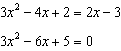 3x² − 4x + 2 = 2x − 3
3x² − 6x + 5 = 0